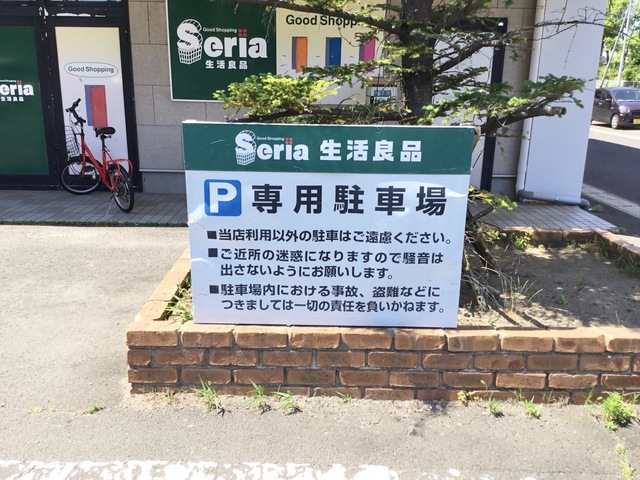 Good Shopping
Seria
生活良品
Good Shopping
Good Shopping
生活良品
Good Shopping
Seria 生活良品
P 専用駐車場
■当店利用以外の駐車はご遠慮ください。
■ご近所の迷惑になりますので騒音は
出さないようにお願いします。
■駐車場内における事故、盗難などに
つきましては一切の責任を負いかねます。